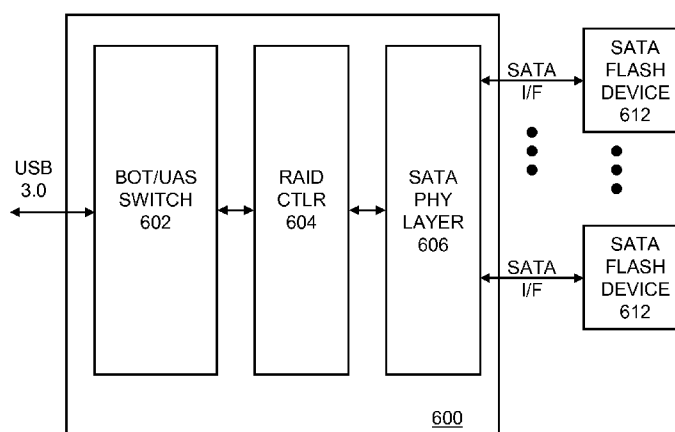 USB
3.0
BOT/UAS
SWITCH
602
RAID
CTLR
604
SATA
PHY
LAYER
606
SATA
I/F
SATA
FLASH
DEVICE
612
SATA
I/F
SATA
FLASH
DEVICE
612
600